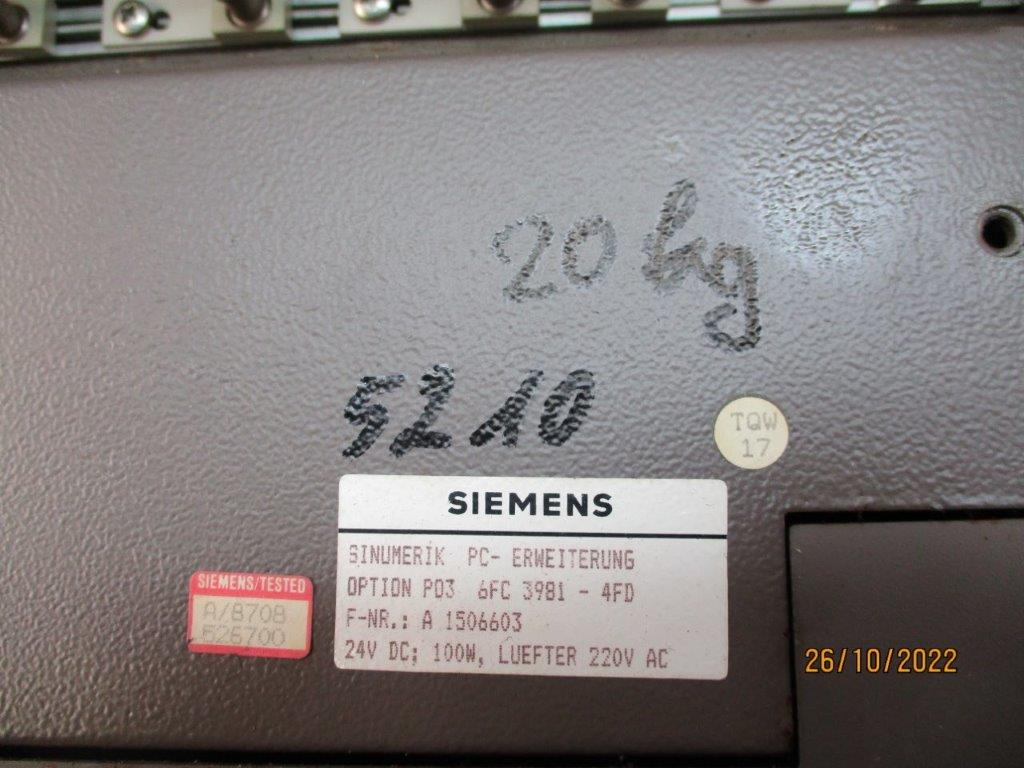 20 kg
5210
TQW
17
SIEMENS
SINUMERIK PC- ERWEITERUNG
OPTION P03 6FC 3981 - 4FD
F-NR.: A 1506603
24V DC; 100W, LUEFTER 220V AC
SIEMENS/TESTED
A/8708
526700
26/10/2022